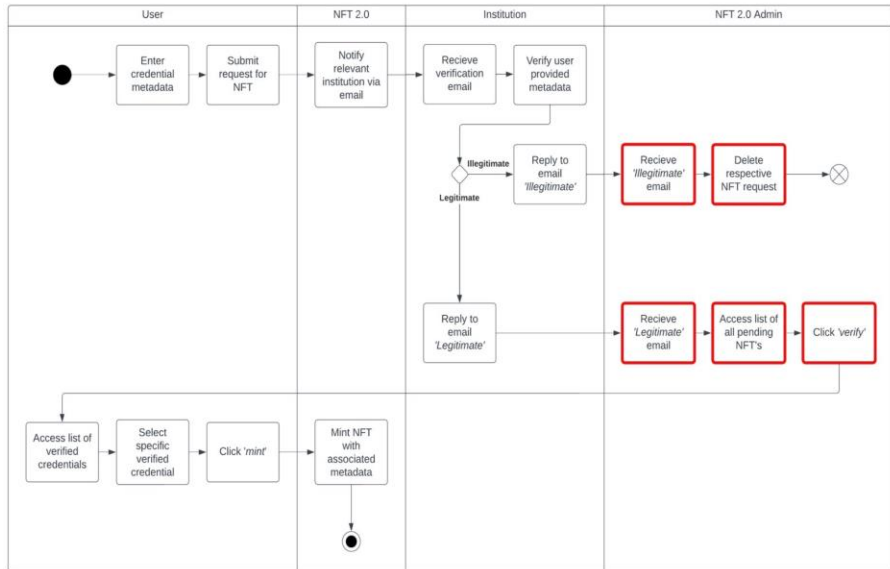 User
NFT 2.0
Institution
NFT 2.0 Admin
Enter
credential
metadata
Submit
request for
NFT
Notify
relevant
institution via
email
Recieve
verification
email
Verify user
provided
metadata
Illegitimate
Legitimate
Reply to
email
'Illegitimate'
Recieve
'Illegitimate'
email
Delete
respective
NFT request
Reply to
email
'Legitimate'
Recieve
'Legitimate'
email
Access list of
all pending
NFT's
Click 'verify'
Access list of
verified
credentials
Select
specific
verified
credential
Click 'mint'
Mint NFT
with
associated
metadata